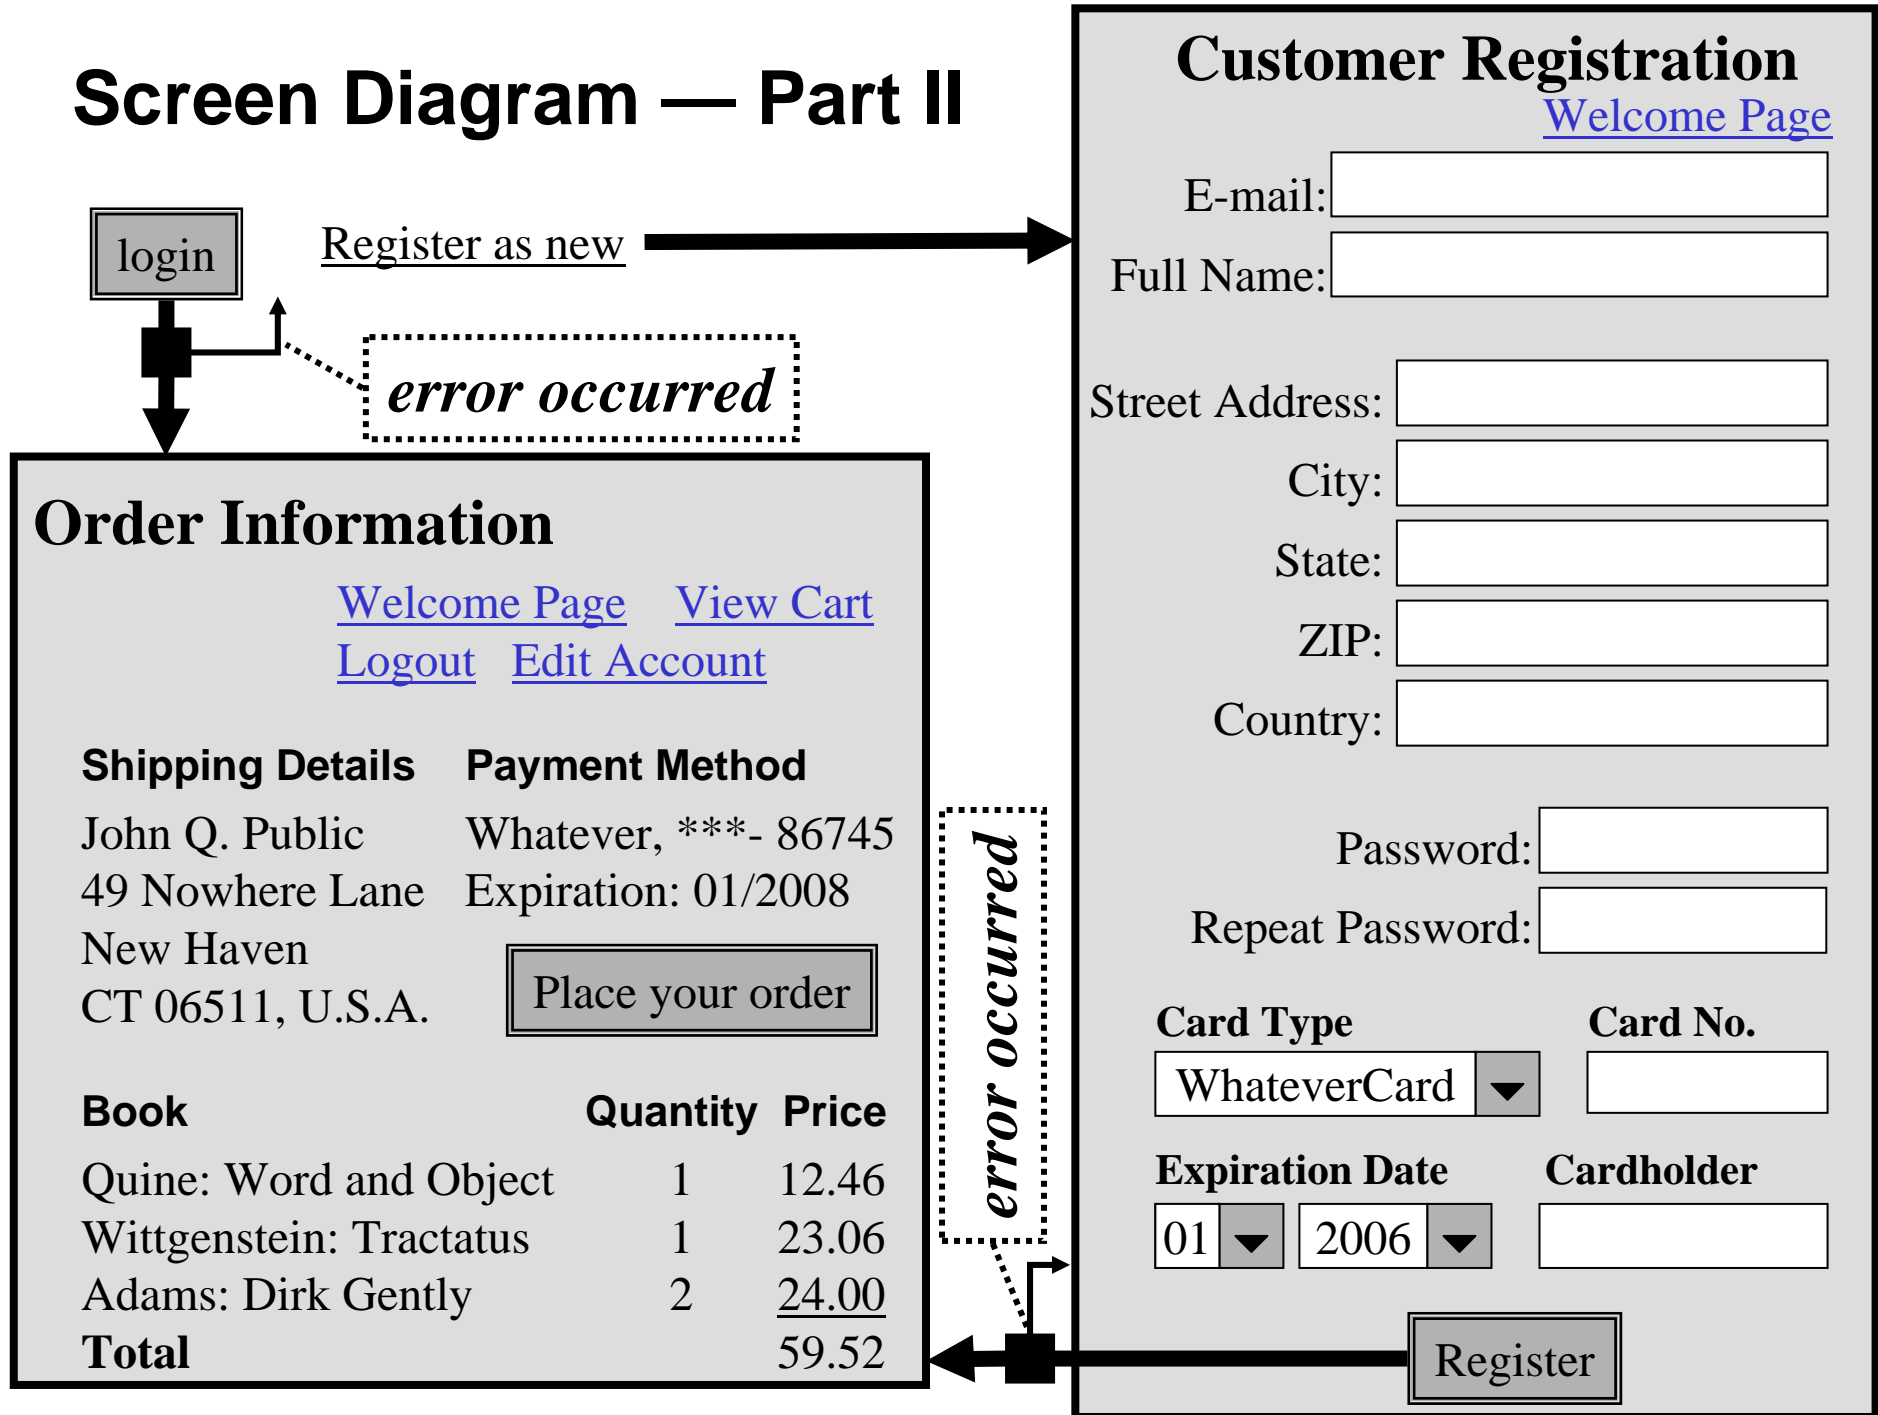 Screen Diagram — Part II
login
Register as new
error occurred
Order Information
Welcome Page View Cart
Logout Edit Account
Shipping Details Payment Method
John Q. Public Whatever, ***- 86745
49 Nowhere Lane Expiration: 01/2008
New Haven
CT 06511, U.S.A.
Place your order
Book Quantity Price
Quine: Word and Object 1 12.46
Wittgenstein: Tractatus 1 23.06
Adams: Dirk Gently 2 24.00
Total 59.52
error occurred
Customer Registration
Welcome Page
E-mail:
Full Name:
Street Address:
City:
State:
ZIP:
Country:
Password:
Repeat Password:
Card Type Card No.
WhateverCard
Expiration Date Cardholder
01 2006
Register